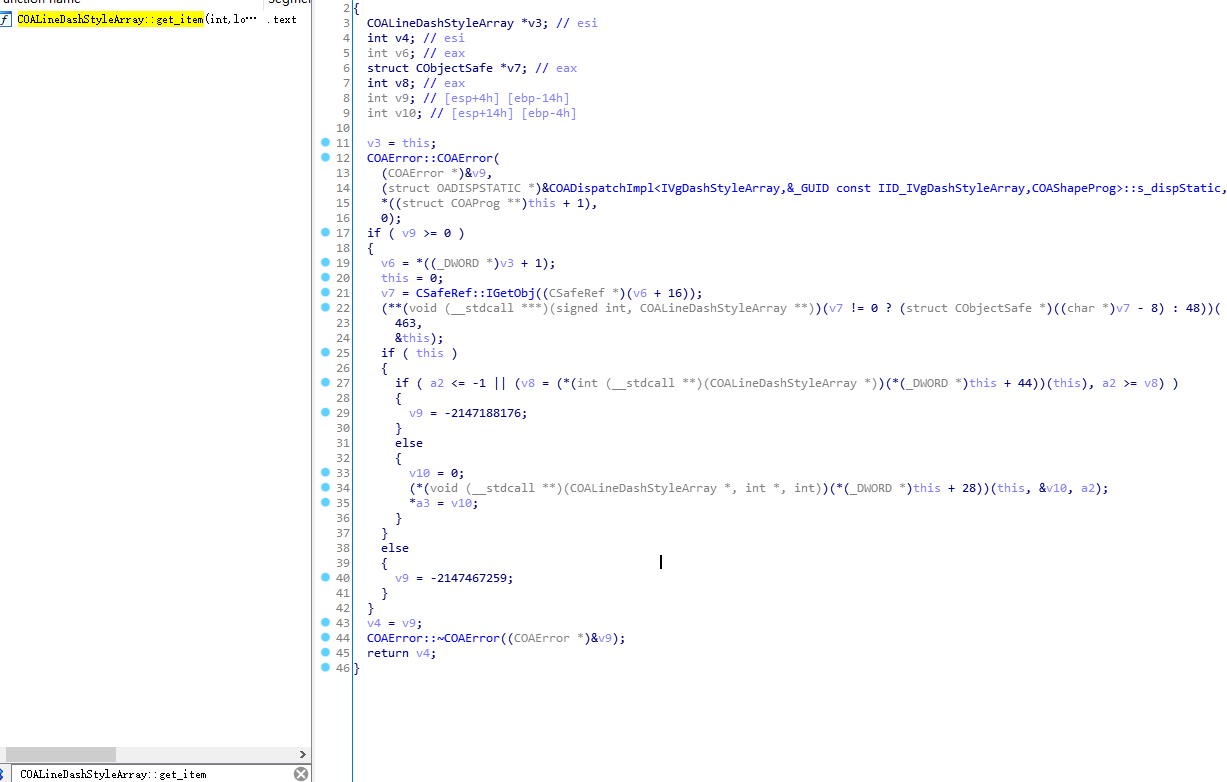 Segmen
f COALineDashStyleArray::get_item(int,lo… .text
COALineDashStyleArray::get_item
2 {
3 COALineDashStyleArray *v3; // esi
4 int v4; // esi
5 int v6; // eax
6 struct CObjectSafe *v7; // eax
7 int v8; // eax
8 int v9; // [esp+4h] [ebp-14h]
9 int v10; // [esp+14h] [ebp-4h]
10
11 v3 = this;
12 COAError::COAError(
13 (COAError *)&v9,
14 (struct OADISPSTATIC *)&COADispatchImpl<IVgDashStyleArray,&_GUID const IID_IVgDashStyleArray,COAShapeProg>::s_dispStatic,
15 *((struct COAProg **)this + 1),
16 0);
17 if ( v9 >= 0 )
18 {
19 v6 = *((_DWORD *)v3 + 1);
20 this = 0;
21 v7 = CSafeRef::IGetObj((CSafeRef *)(v6 + 16));
22 (**(void (__stdcall ***)(signed int, COALineDashStyleArray **))(v7 != 0 ? (struct CObjectSafe *)((char *)v7 - 8) : 48))(
23 463,
24 &this);
25 if ( this )
26 {
27 if ( a2 <= -1 || (v8 = (*(int (__stdcall **)(COALineDashStyleArray *))(*(_DWORD *)this + 44))(this), a2 >= v8) )
28 {
29 v9 = -2147188176;
30 }
31 else
32 {
33 v10 = 0;
34 (*(void (__stdcall **)(COALineDashStyleArray *, int *, int))(*(_DWORD *)this + 28))(this, &v10, a2);
35 *a3 = v10;
36 }
37 }
38 else
39 {
40 v9 = -2147467259;
41 }
42 }
43 v4 = v9;
44 COAError::~COAError((COAError *)&v9);
45 return v4;
46 }